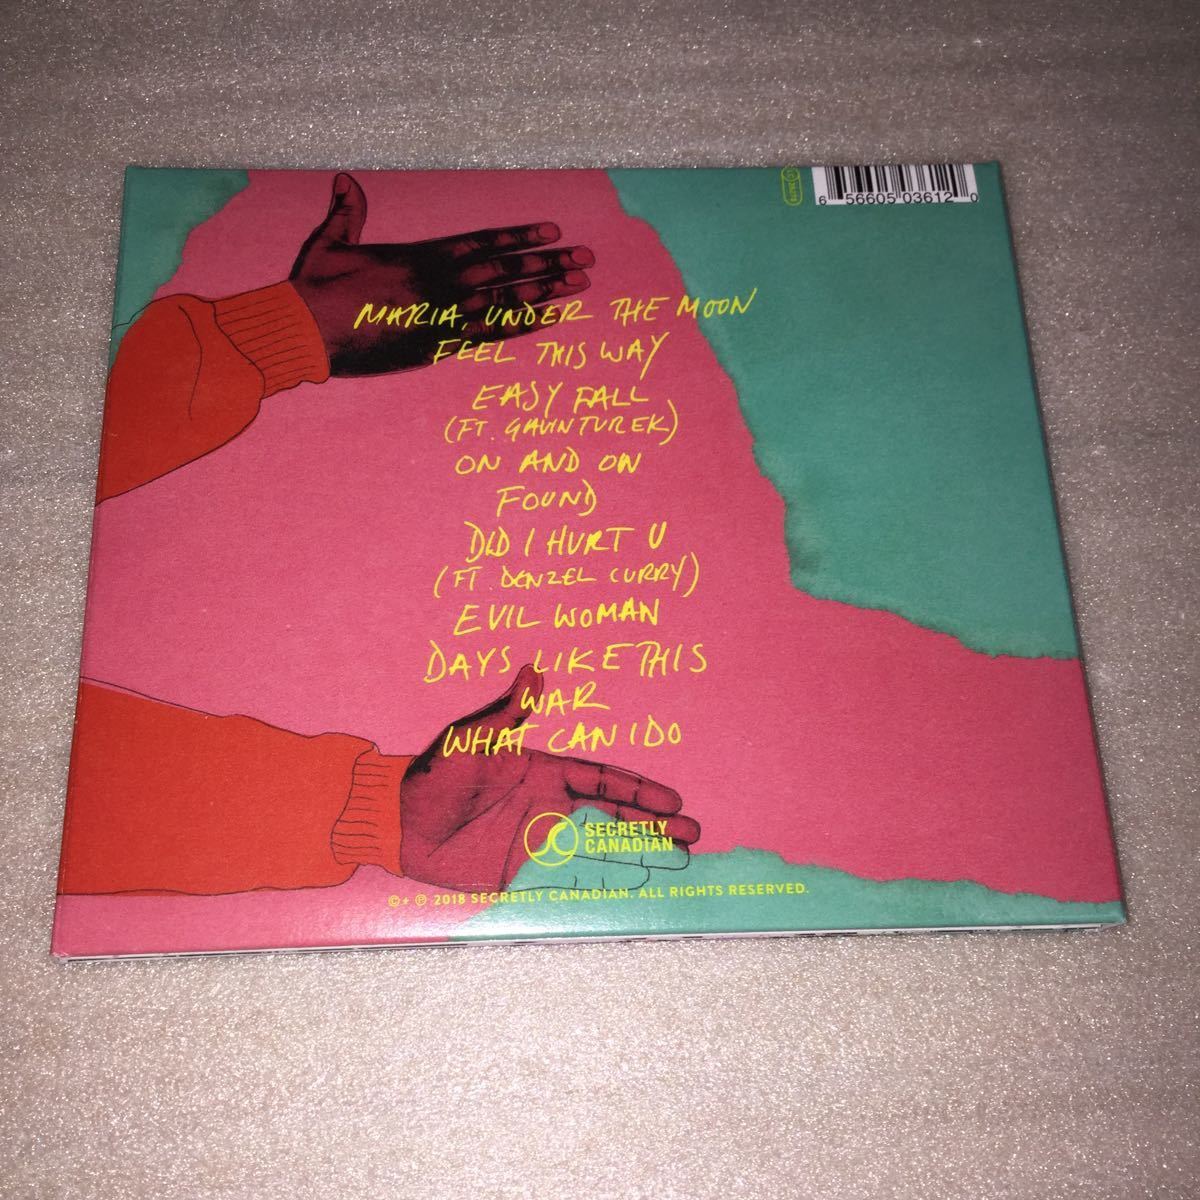 6 56605 03612 0
MARIA, UNDER THE MOON
FEEL THIS WAY
EASY FALL
(FT. GAVIN TUREK)
ON AND ON
FOUND
DID I HURT U
(FT. DENZEL CURRY)
EVIL WOMAN
DAYS LIKE THIS
WAR
WHAT CAN I DO
SECRETLY
CANADIAN
©+ ℗ 2018 SECRETLY CANADIAN. ALL RIGHTS RESERVED.